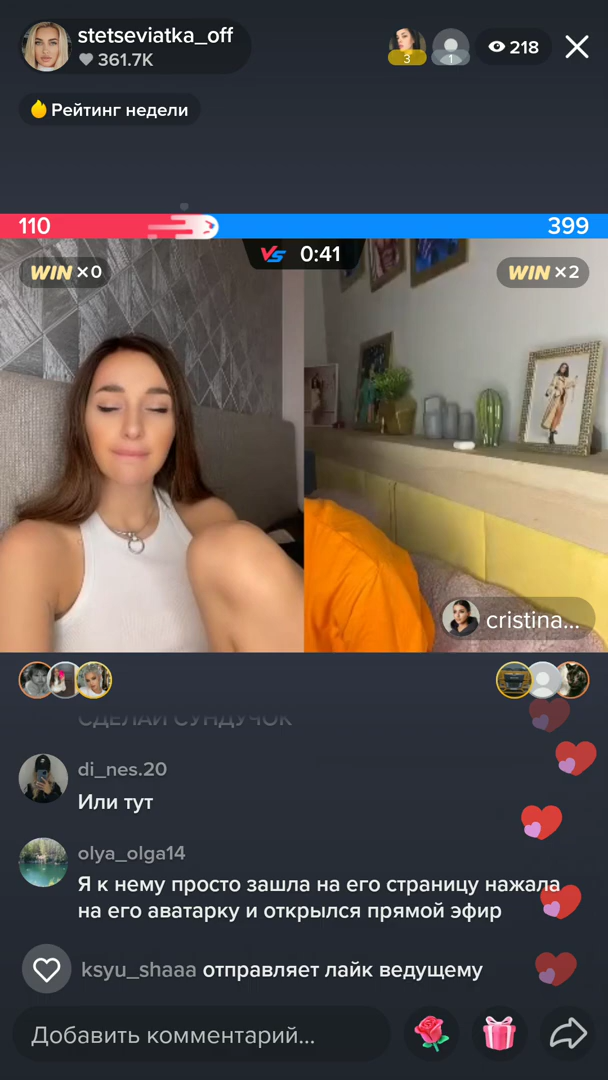 stetseviatka_off
361.7K
3
1
218
Рейтинг недели
110
399
VS 0:41
WIN ×0
WIN ×2
cristina...
СДЕЛАЙ СУНДУЧОК
di_nes.20
Или тут
olya_olga14
Я к нему просто зашла на его страницу нажала
на его аватарку и открылся прямой эфир
ksyu_shaaa отправляет лайк ведущему
Добавить комментарий...